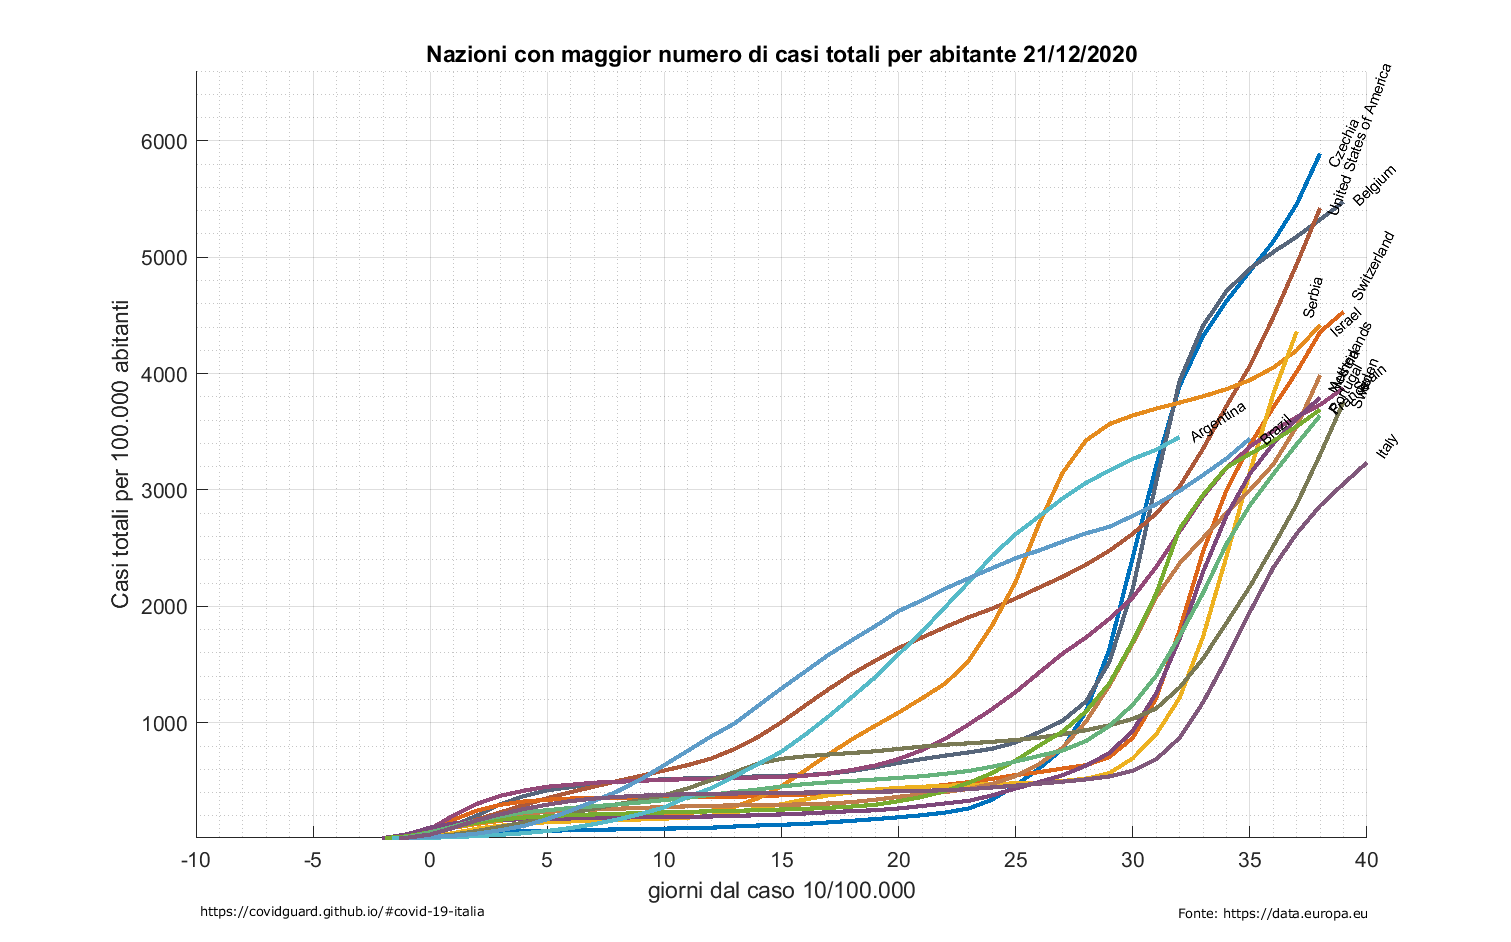 Nazioni con maggior numero di casi totali per abitante 21/12/2020
Casi totali per 100.000 abitanti
6000
5000
4000
3000
2000
1000
-10
-5
0
5
10
15
20
25
30
35
40
giorni dal caso 10/100.000
Czechia
United States of America
Belgium
Switzerland
Serbia
Israel
Argentina
Brazil
Italy
https://covidguard.github.io/#covid-19-italia
Fonte: https://data.europa.eu